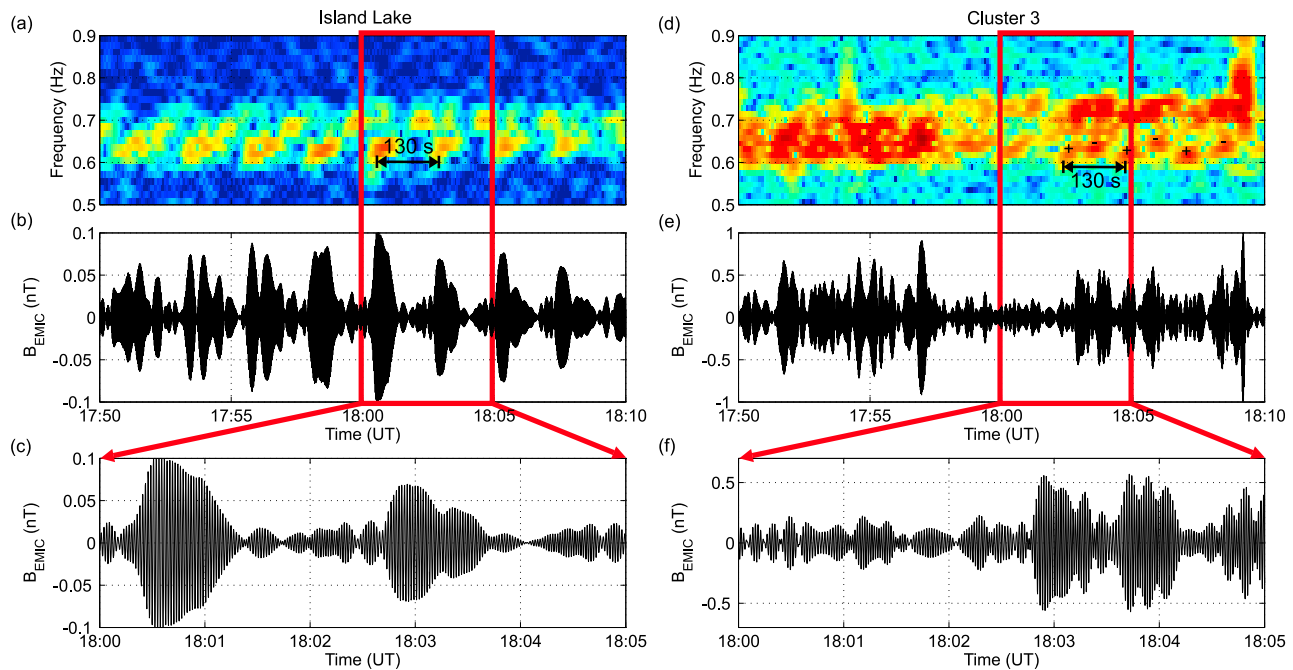 Island Lake
(a)
Frequency (Hz)
0.9
0.8
0.7
0.6
0.5
130 s
(b)
B_EMIC (nT)
0.1
0.05
0
-0.05
-0.1
17:50 17:55 18:00 18:05 18:10
Time (UT)
(c)
B_EMIC (nT)
0.1
0.05
0
-0.05
-0.1
18:00 18:01 18:02 18:03 18:04 18:05
Time (UT)
Cluster 3
(d)
Frequency (Hz)
0.9
0.8
0.7
0.6
0.5
+ - + - + -
130 s
(e)
B_EMIC (nT)
1
0.5
0
-0.5
-1
17:50 17:55 18:00 18:05 18:10
Time (UT)
(f)
B_EMIC (nT)
0.5
0
-0.5
18:00 18:01 18:02 18:03 18:04 18:05
Time (UT)